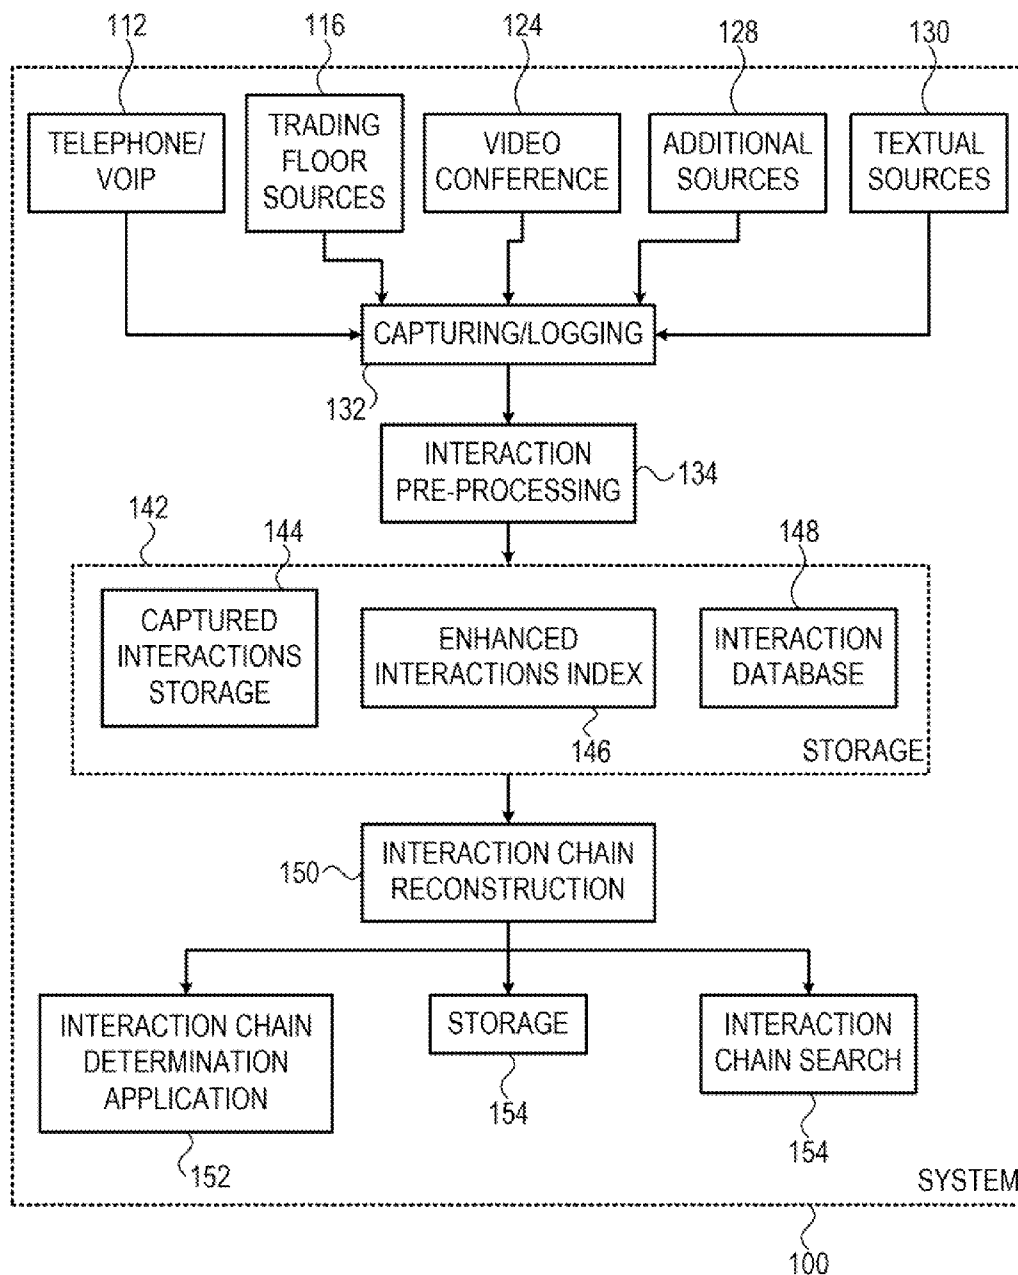 112
116
124
128
130
TELEPHONE/
VOIP
TRADING
FLOOR
SOURCES
VIDEO
CONFERENCE
ADDITIONAL
SOURCES
TEXTUAL
SOURCES
CAPTURING/LOGGING
132
INTERACTION
PRE-PROCESSING
134
142
144
148
CAPTURED
INTERACTIONS
STORAGE
ENHANCED
INTERACTIONS INDEX
146
INTERACTION
DATABASE
STORAGE
150
INTERACTION CHAIN
RECONSTRUCTION
INTERACTION CHAIN
DETERMINATION
APPLICATION
152
STORAGE
154
INTERACTION
CHAIN SEARCH
154
SYSTEM
100